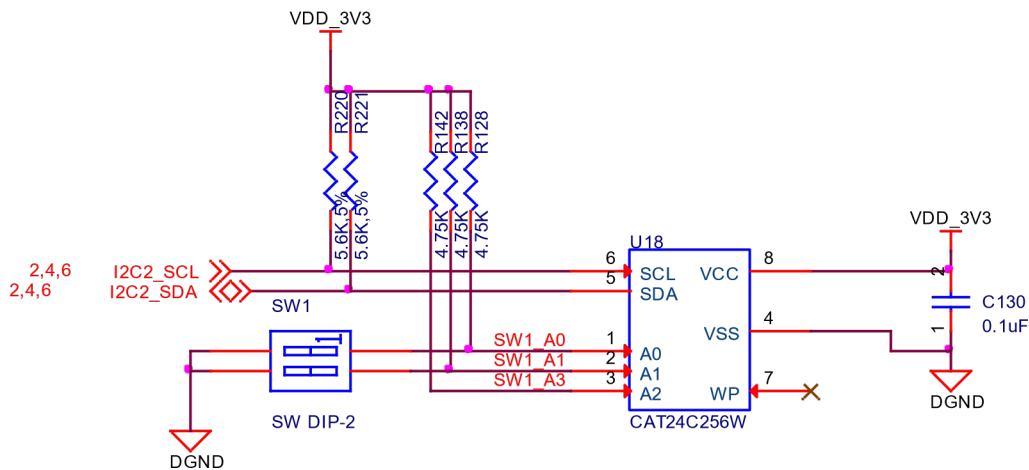 VDD_3V3
R220
R221
R142
R138
R128
5.6K,5%
5.6K,5%
4.75K
4.75K
4.75K
VDD_3V3
U18
2,4,6 I2C2_SCL 6 SCL VCC 8 2
2,4,6 I2C2_SDA 5 SDA
SW1
C130
0.1uF
4 VSS 1
SW1_A0 1 A0
SW1_A1 2 A1
SW1_A3 3 A2 WP 7
1
SW DIP-2
CAT24C256W
DGND
DGND